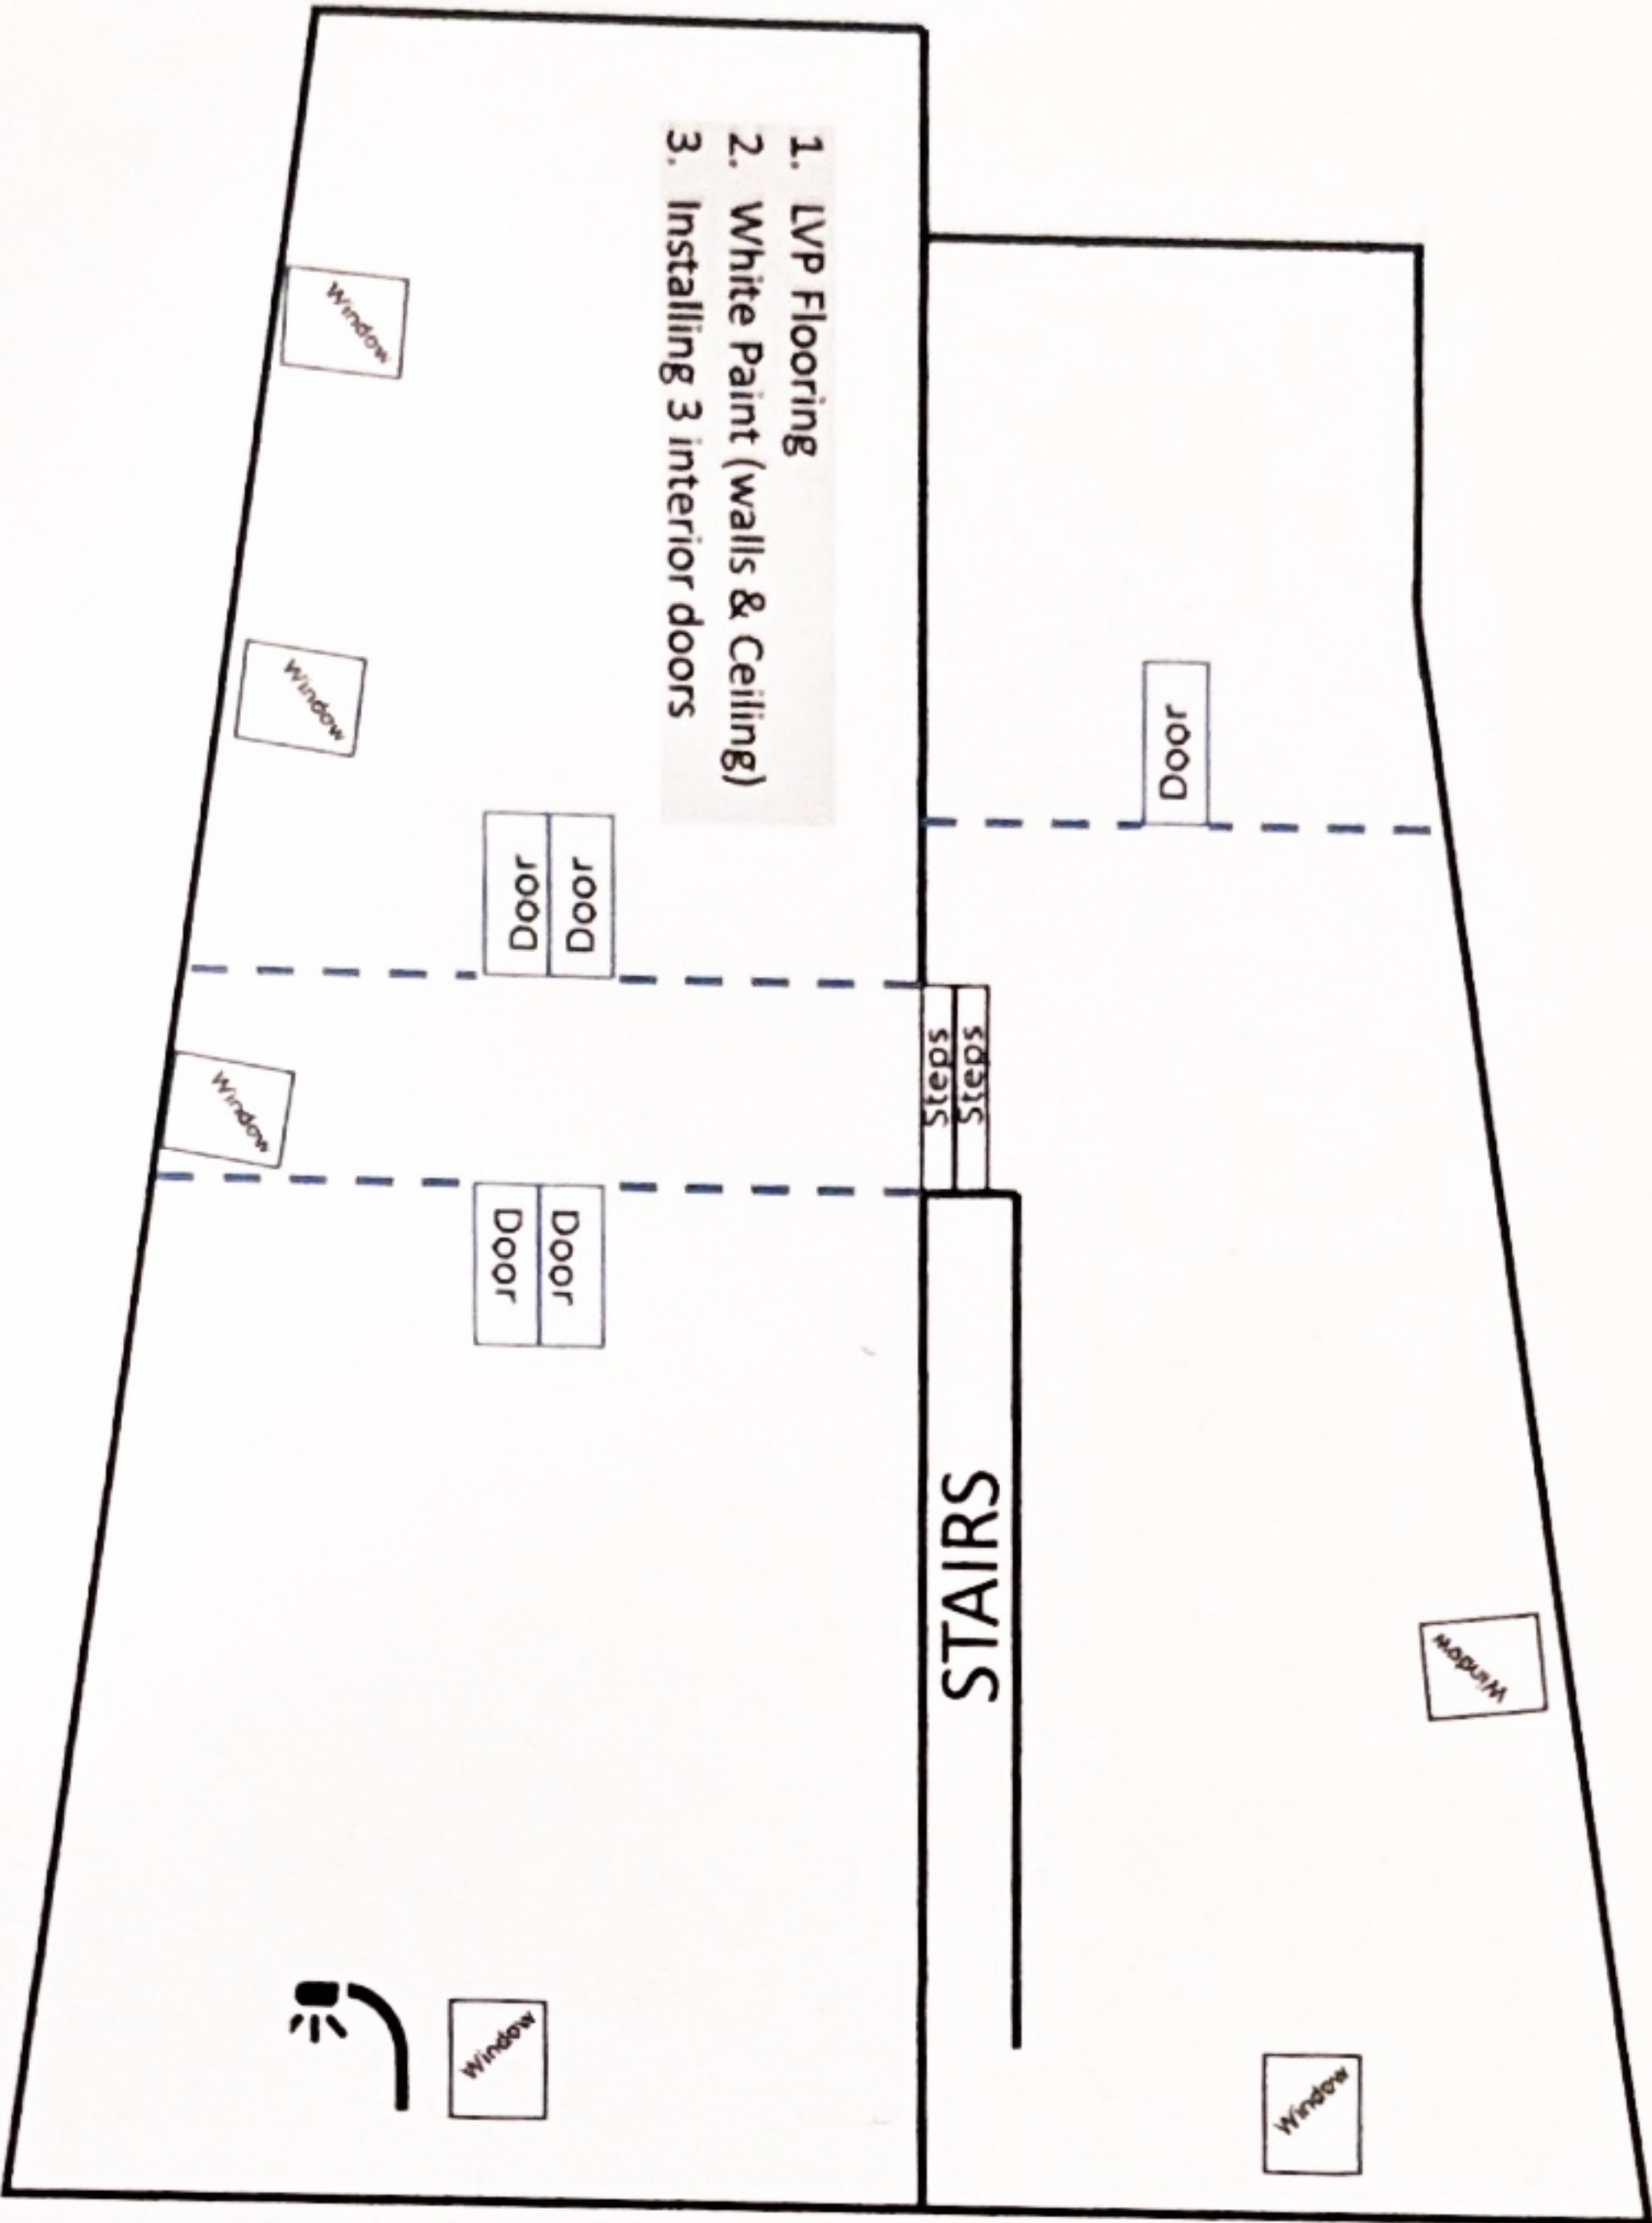 1. LVP Flooring
2. White Paint (walls & Ceiling)
3. Installing 3 interior doors
Window
Window
Door
Door
Door
Window
Steps
Steps
Door
Door
STAIRS
Window
Window
Window